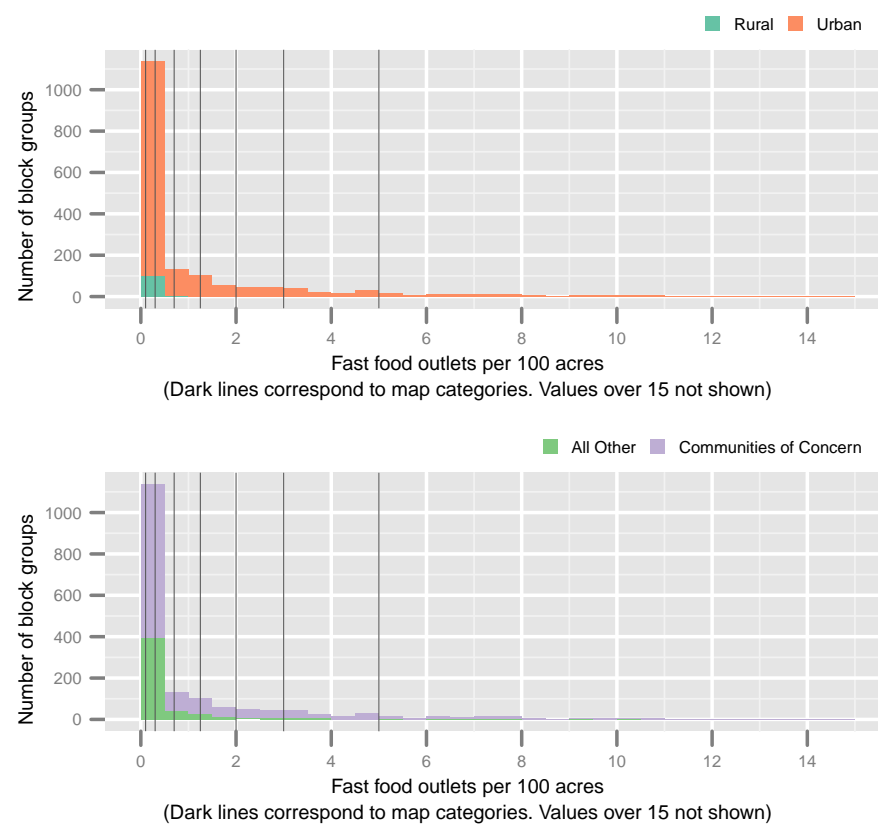 Rural Urban
Number of block groups
1000
800
600
400
200
0
0 2 4 6 8 10 12 14
Fast food outlets per 100 acres
(Dark lines correspond to map categories. Values over 15 not shown)
All Other Communities of Concern
Number of block groups
1000
800
600
400
200
0
0 2 4 6 8 10 12 14
Fast food outlets per 100 acres
(Dark lines correspond to map categories. Values over 15 not shown)